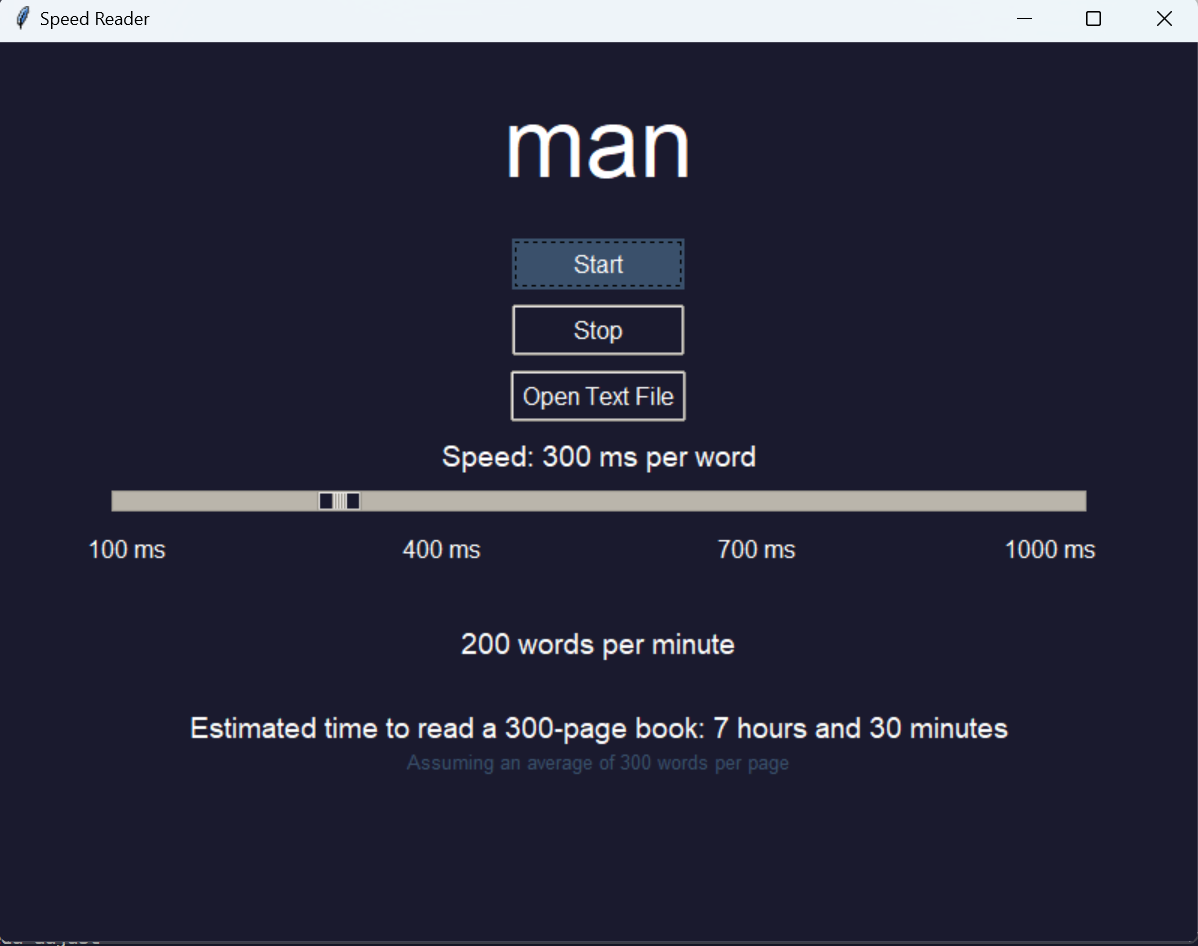 Speed Reader
man
Start
Stop
Open Text File
Speed: 300 ms per word
100 ms 400 ms 700 ms 1000 ms
200 words per minute
Estimated time to read a 300-page book: 7 hours and 30 minutes
Assuming an average of 300 words per page